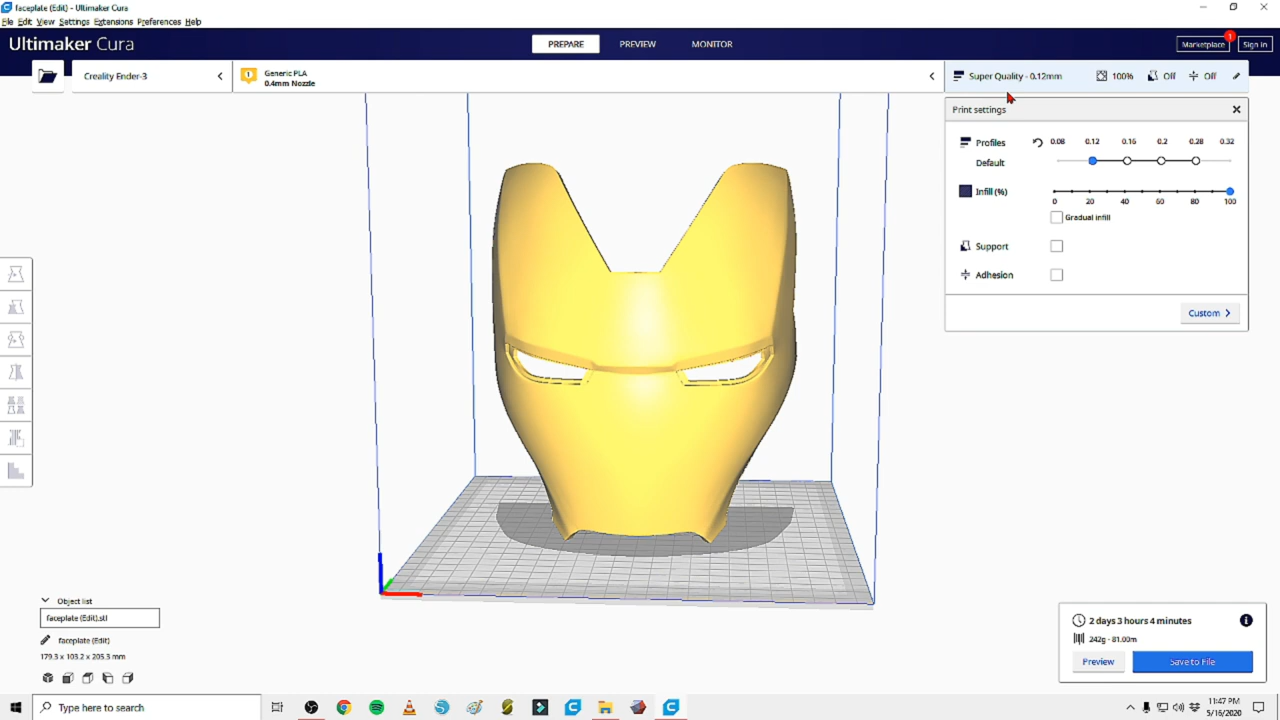 faceplate (Edit) - Ultimaker Cura
File Edit View Settings Extensions Preferences Help
Ultimaker Cura
PREPARE PREVIEW MONITOR
Marketplace 1 Sign in
Creality Ender-3
1 Generic PLA
0.4mm Nozzle
Super Quality - 0.12mm 100% Off Off
Print settings
Profiles 0.08 0.12 0.16 0.2 0.28 0.32
Default
Infill (%)
0 20 40 60 80 100
Gradual infill
Support
Adhesion
Custom
Object list
faceplate (Edit).stl
faceplate (Edit)
179.3 x 103.2 x 205.3 mm
2 days 3 hours 4 minutes
242g · 81.00m
Preview Save to File
Type here to search
11:47 PM
5/16/2020